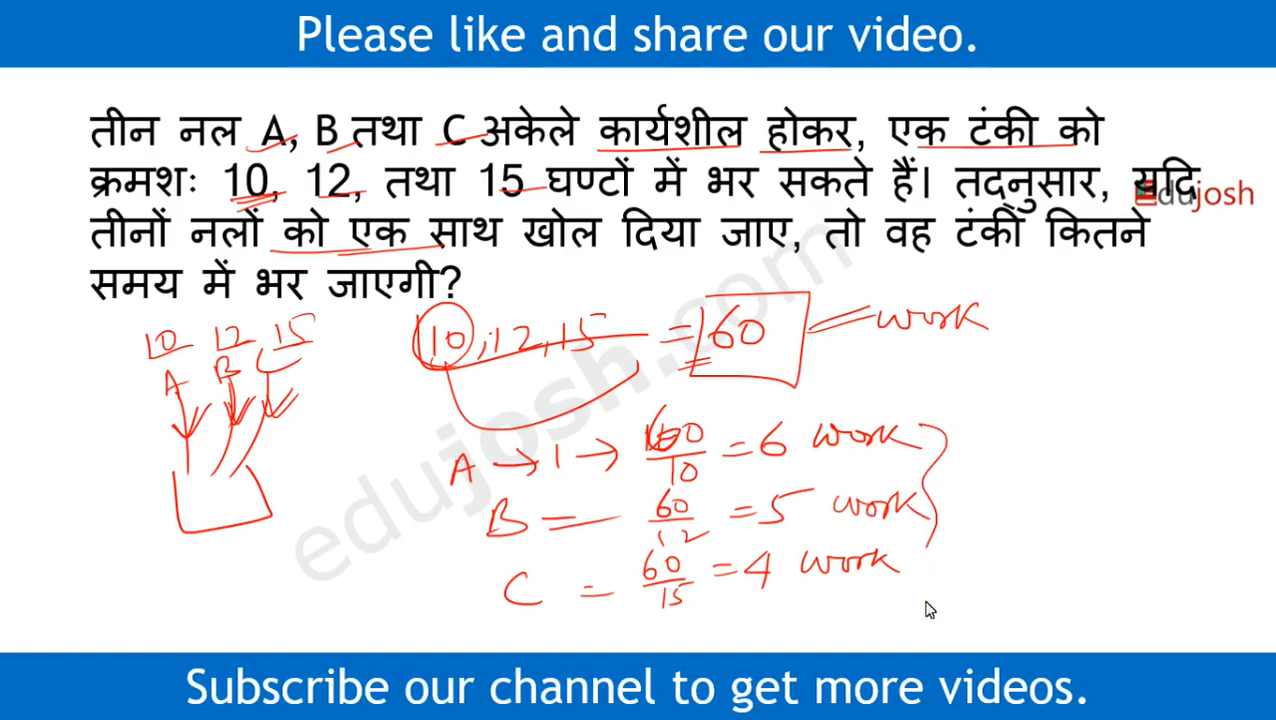 Please like and share our video.
तीन नल A, B तथा C अकेले कार्यशील होकर, एक टंकी को
क्रमशः 10, 12, तथा 15 घण्टों में भर सकते हैं। तद्नुसार, यदि
Edujosh
तीनों नलों को एक साथ खोल दिया जाए, तो वह टंकी कितने
समय में भर जाएगी?
10 12 15
A B C
10, 12, 15 = 60 = work
A → 1 → 60/10 = 6 work
B = 60/12 = 5 work
C = 60/15 = 4 work
edujosh.com
Subscribe our channel to get more videos.